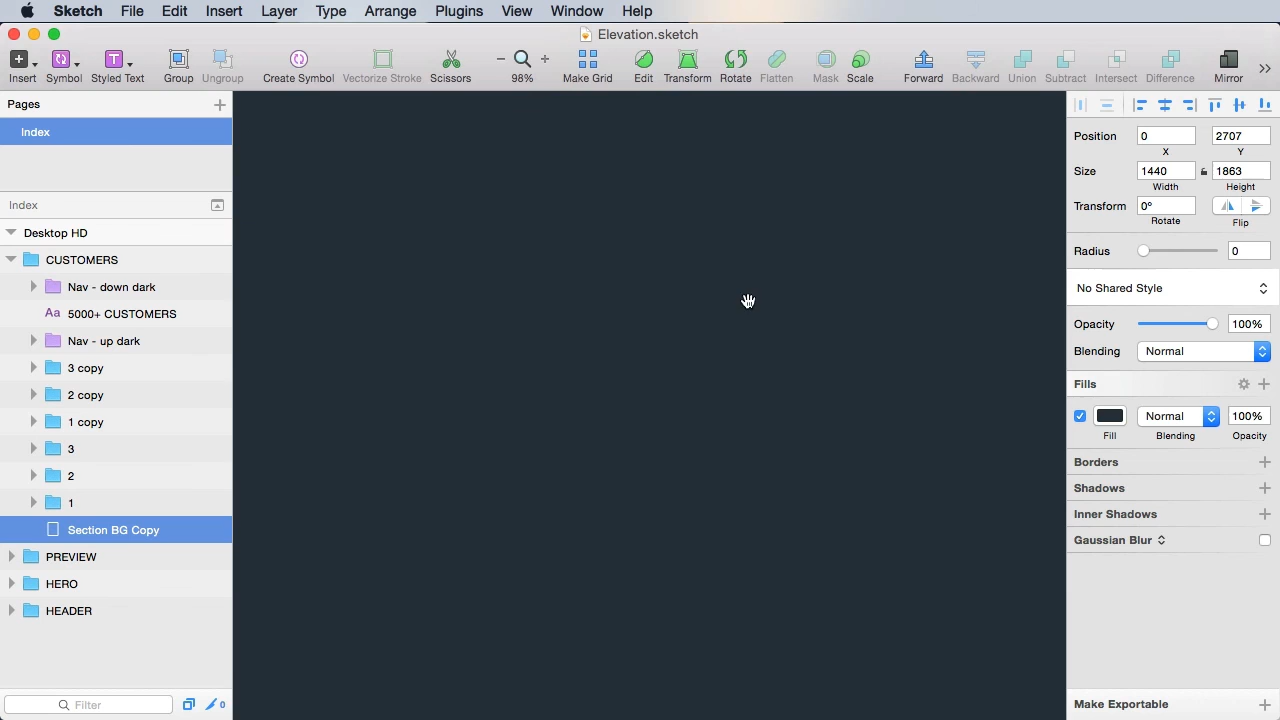 Sketch File Edit Insert Layer Type Arrange Plugins View Window Help
Elevation.sketch
Insert Symbol Styled Text Group Ungroup Create Symbol Vectorize Stroke Scissors 98% Make Grid Edit Transform Rotate Flatten Mask Scale Forward Backward Union Subtract Intersect Difference Mirror
Pages
Index
Index
Desktop HD
CUSTOMERS
Nav - down dark
Aa 5000+ CUSTOMERS
Nav - up dark
3 copy
2 copy
1 copy
3
2
1
Section BG Copy
PREVIEW
HERO
HEADER
Filter
0
Position 0 2707
X Y
Size 1440 1863
Width Height
Transform 0°
Rotate Flip
Radius 0
No Shared Style
Opacity 100%
Blending Normal
Fills
Normal 100%
Fill Blending Opacity
Borders
Shadows
Inner Shadows
Gaussian Blur
Make Exportable